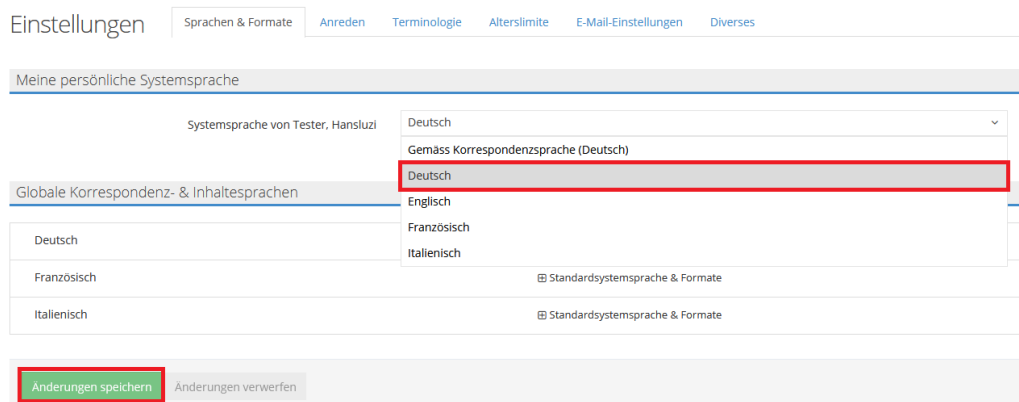 Einstellungen Sprachen & Formate Anreden Terminologie Alterslimite E-Mail-Einstellungen Diverses
Meine persönliche Systemsprache
Systemsprache von Tester, Hansluzi Deutsch
Gemäss Korrespondenzsprache (Deutsch)
Deutsch
Englisch
Französisch
Italienisch
Globale Korrespondenz- & Inhaltesprachen
Deutsch
Französisch Standardsystemsprache & Formate
Italienisch Standardsystemsprache & Formate
Änderungen speichern Änderungen verwerfen